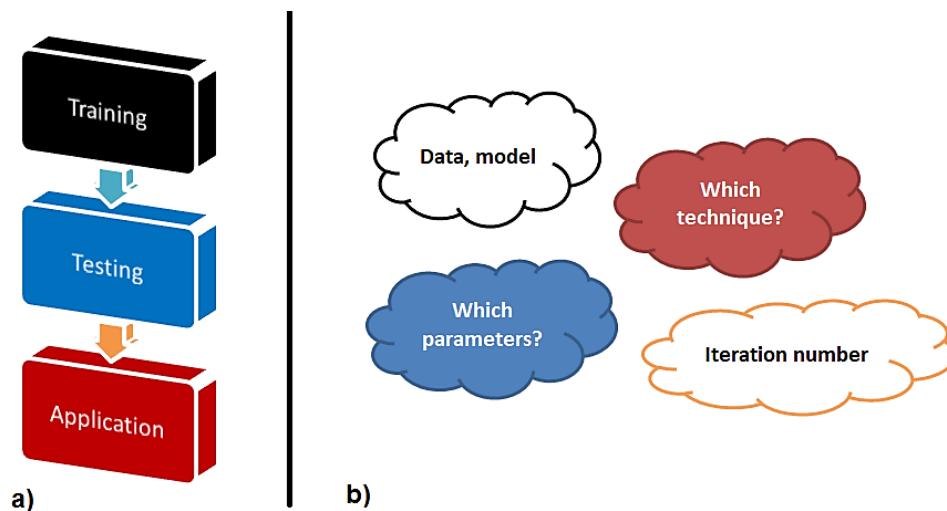 Training
Testing
Application
a)
Data, model
Which
technique?
Which
parameters?
Iteration number
b)